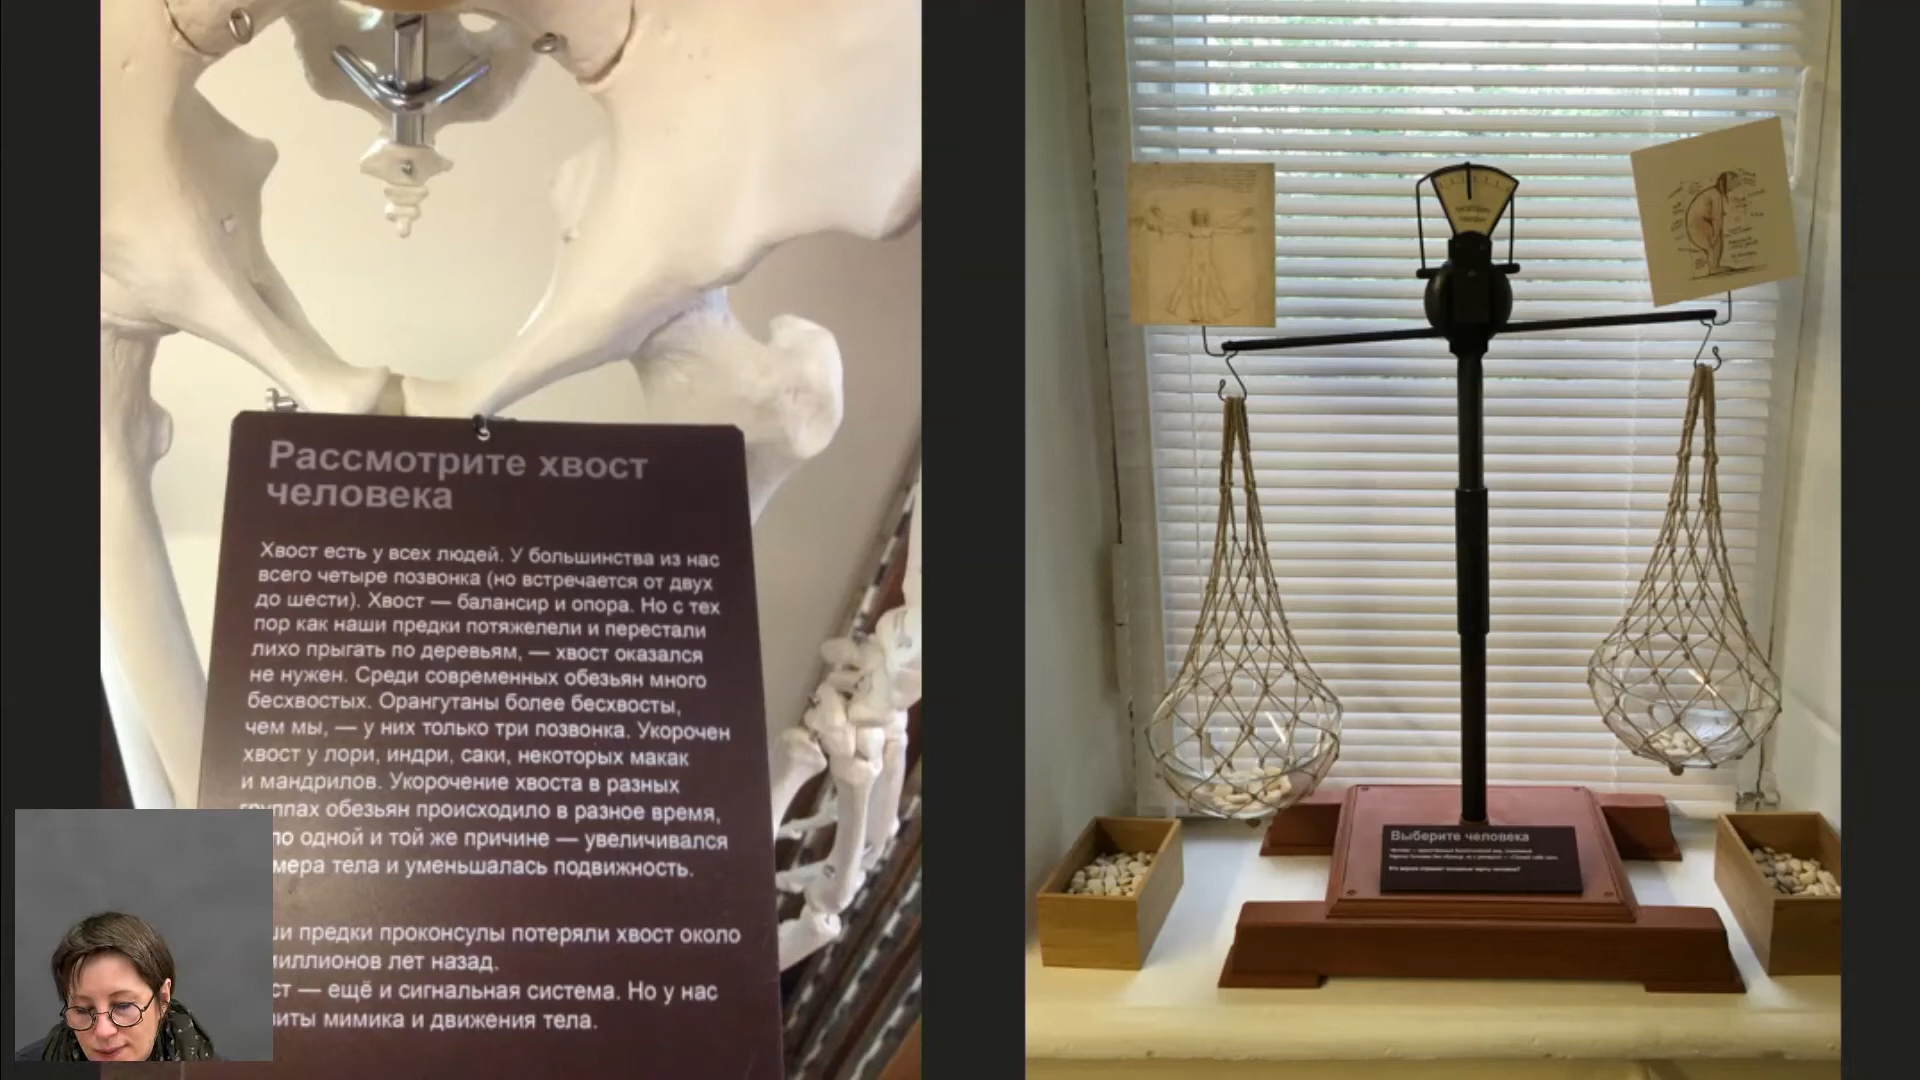 Рассмотрите хвост
человека
Хвост есть у всех людей. У большинства из нас
всего четыре позвонка (но встречается от двух
до шести). Хвост — балансир и опора. Но с тех
пор как наши предки потяжелели и перестали
лихо прыгать по деревьям, — хвост оказался
не нужен. Среди современных обезьян много
бесхвостых. Орангутаны более бесхвосты,
чем мы, — у них только три позвонка. Укорочен
хвост у лори, индри, саки, некоторых макак
и мандрилов. Укорочение хвоста в разных
группах обезьян происходило в разное время,
по одной и той же причине — увеличивался
мера тела и уменьшалась подвижность.
ши предки проконсулы потеряли хвост около
миллионов лет назад.
ст — ещё и сигнальная система. Но у нас
виты мимика и движения тела.
Выберите человека